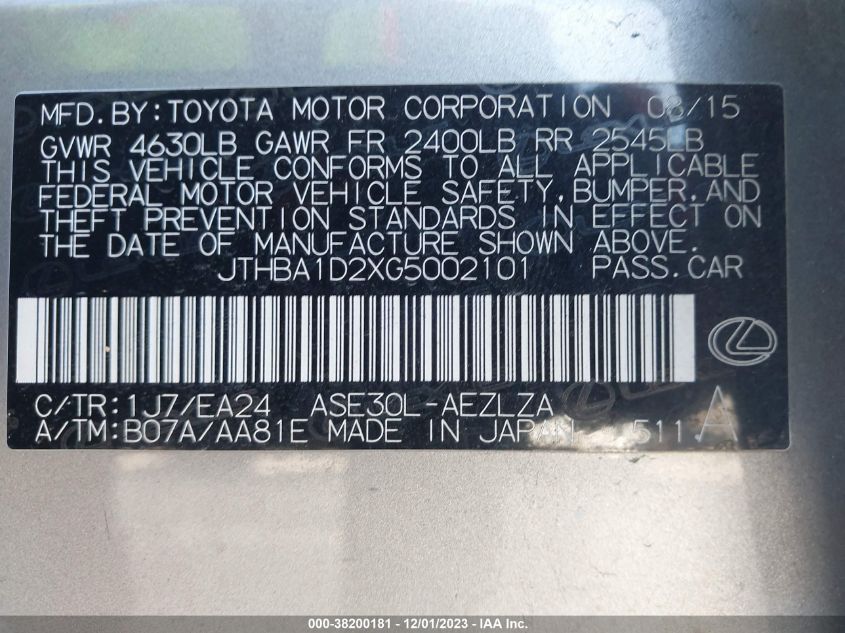 MFD.BY:TOYOTA MOTOR CORPORATION 08/15
GVWR 4630LB GAWR FR 2400LB RR 2545LB
THIS VEHICLE CONFORMS TO ALL APPLICABLE
FEDERAL MOTOR VEHICLE SAFETY,BUMPER,AND
THEFT PREVENTION STANDARDS IN EFFECT ON
THE DATE OF MANUFACTURE SHOWN ABOVE.
JTHBA1D2XG5002101 PASS.CAR
C/TR:1J7/EA24 ASE30L-AEZLZA
A/TM:B07A/AA81E MADE IN JAPAN 511 A
000-38200181 - 12/01/2023 - IAA Inc.